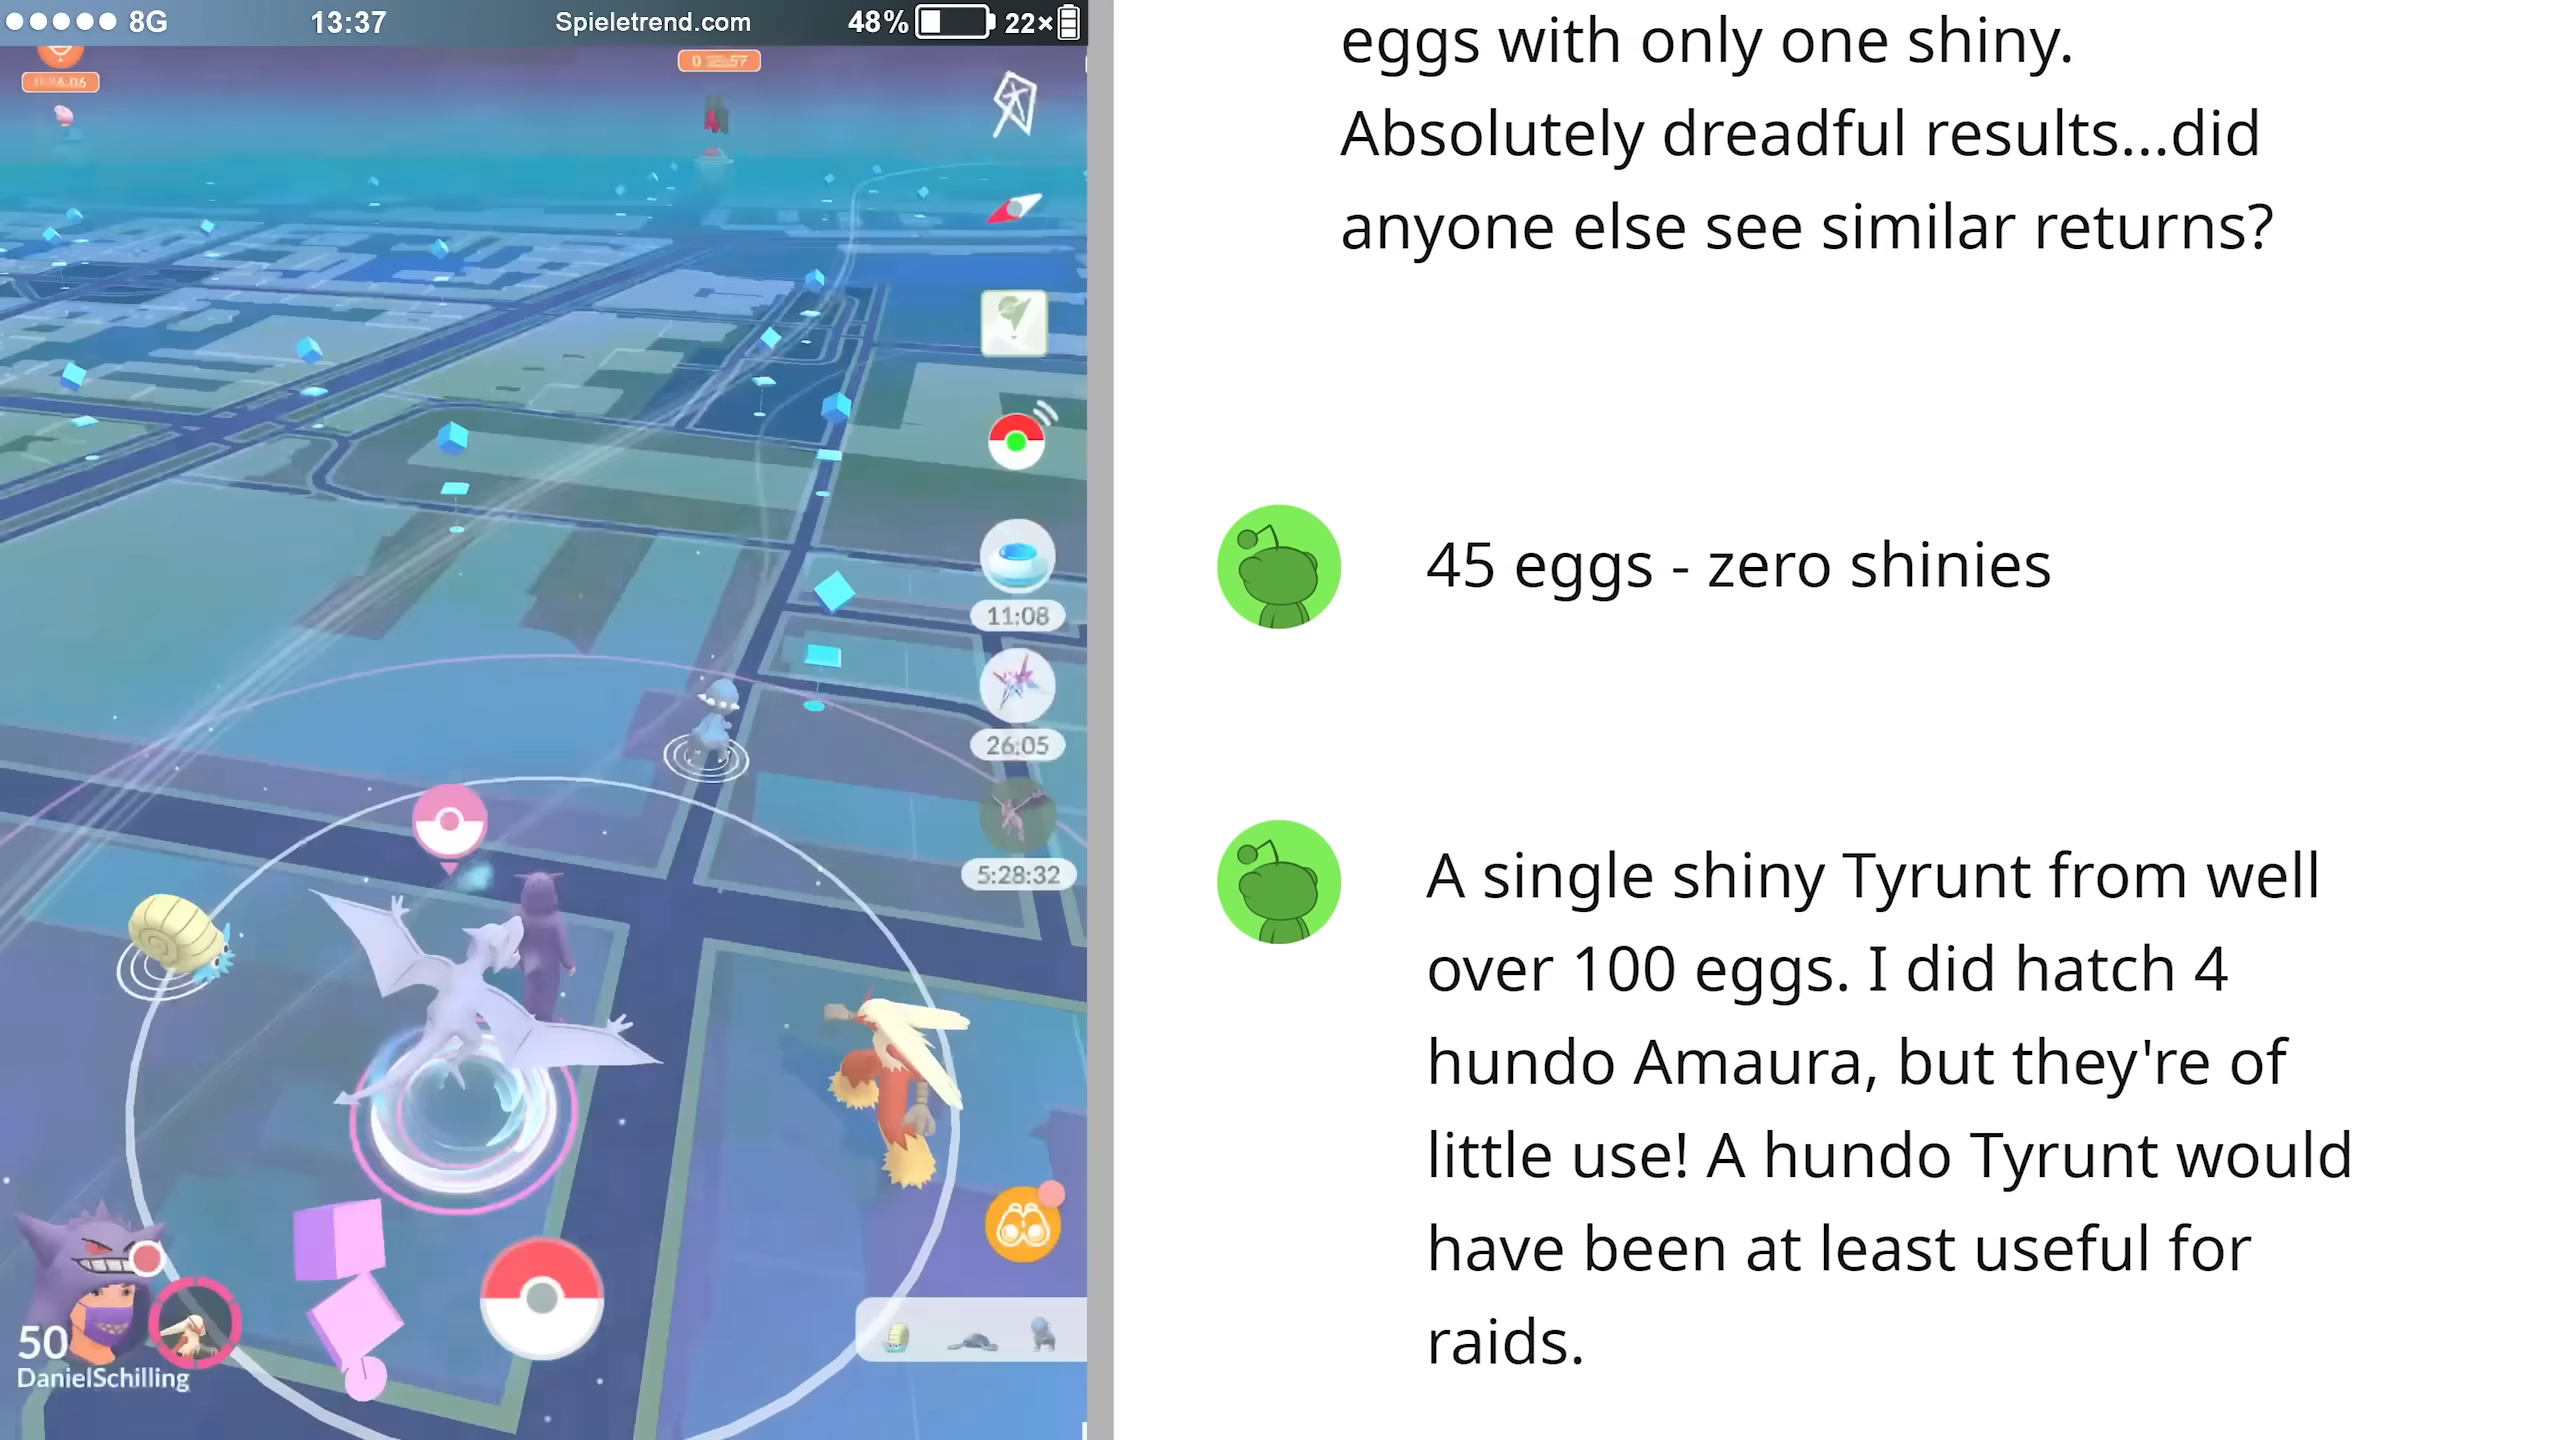 8G 13:37 Spieletrend.com 48% 22×
11:08
26:05
5:28:32
50
DanielSchilling
eggs with only one shiny.
Absolutely dreadful results...did
anyone else see similar returns?
45 eggs - zero shinies
A single shiny Tyrunt from well
over 100 eggs. I did hatch 4
hundo Amaura, but they're of
little use! A hundo Tyrunt would
have been at least useful for
raids.